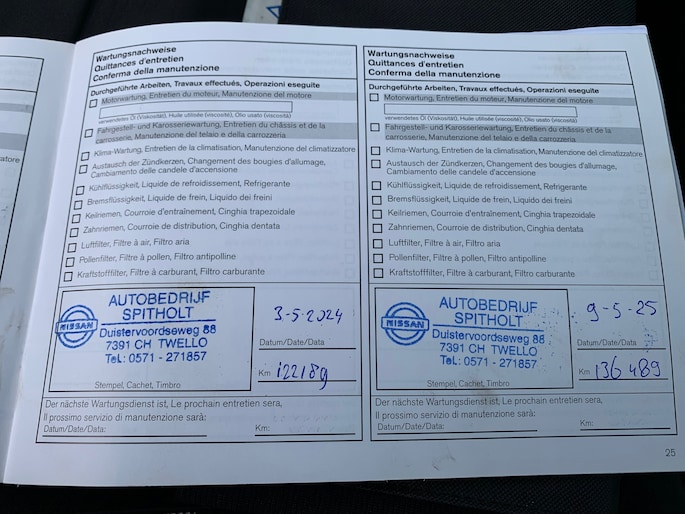 Wartungsnachweise
Quittances d'entretien
Conferma della manutenzione
Durchgeführte Arbeiten, Travaux effectués, Operazioni eseguite
Motorwartung, Entretien du moteur, Manutenzione del motore
verwendetes Öl (Viskosität), Huile utilisée (viscosité), Olio usato (viscosità)
Fahrgestell- und Karosseriewartung, Entretien du châssis et de la
carrosserie, Manutenzione del telaio e della carrozzeria
Klima-Wartung, Entretien de la climatisation, Manutenzione del climatizzatore
Austausch der Zündkerzen, Changement des bougies d'allumage,
Cambiamento delle candele d'accensione
Kühlflüssigkeit, Liquide de refroidissement, Refrigerante
Bremsflüssigkeit, Liquide de frein, Liquido dei freini
Keilriemen, Courroie d'entraînement, Cinghia trapezoidale
Zahnriemen, Courroie de distribution, Cinghia dentata
Luftfilter, Filtre à air, Filtro aria
Pollenfilter, Filtre à pollen, Filtro antipolline
Kraftstofffilter, Filtre à carburant, Filtro carburante
NISSAN
AUTOBEDRIJF
SPITHOLT
Duistervoordseweg 88
7391 CH TWELLO
Tel.: 0571 - 271857
Stempel, Cachet, Timbro
3-5-2024
Datum/Date/Data
Km 122189
Der nächste Wartungsdienst ist, Le prochain entretien sera,
Il prossimo servizio di manutenzione sarà:
Datum/Date/Data:
Km:
Wartungsnachweise
Quittances d'entretien
Conferma della manutenzione
Durchgeführte Arbeiten, Travaux effectués, Operazioni eseguite
Motorwartung, Entretien du moteur, Manutenzione del motore
verwendetes Öl (Viskosität), Huile utilisée (viscosité), Olio usato (viscosità)
Fahrgestell- und Karosseriewartung, Entretien du châssis et de la
carrosserie, Manutenzione del telaio e della carrozzeria
Klima-Wartung, Entretien de la climatisation, Manutenzione del climatizzatore
Austausch der Zündkerzen, Changement des bougies d'allumage,
Cambiamento delle candele d'accensione
Kühlflüssigkeit, Liquide de refroidissement, Refrigerante
Bremsflüssigkeit, Liquide de frein, Liquido dei freini
Keilriemen, Courroie d'entraînement, Cinghia trapezoidale
Zahnriemen, Courroie de distribution, Cinghia dentata
Luftfilter, Filtre à air, Filtro aria
Pollenfilter, Filtre à pollen, Filtro antipolline
Kraftstofffilter, Filtre à carburant, Filtro carburante
NISSAN
AUTOBEDRIJF
SPITHOLT
Duistervoordseweg 88
7391 CH TWELLO
Tel.: 0571 - 271857
Stempel, Cachet, Timbro
9-5-25
Datum/Date/Data
Km 136489
Der nächste Wartungsdienst ist, Le prochain entretien sera,
Il prossimo servizio di manutenzione sarà:
Datum/Date/Data:
Km:
25